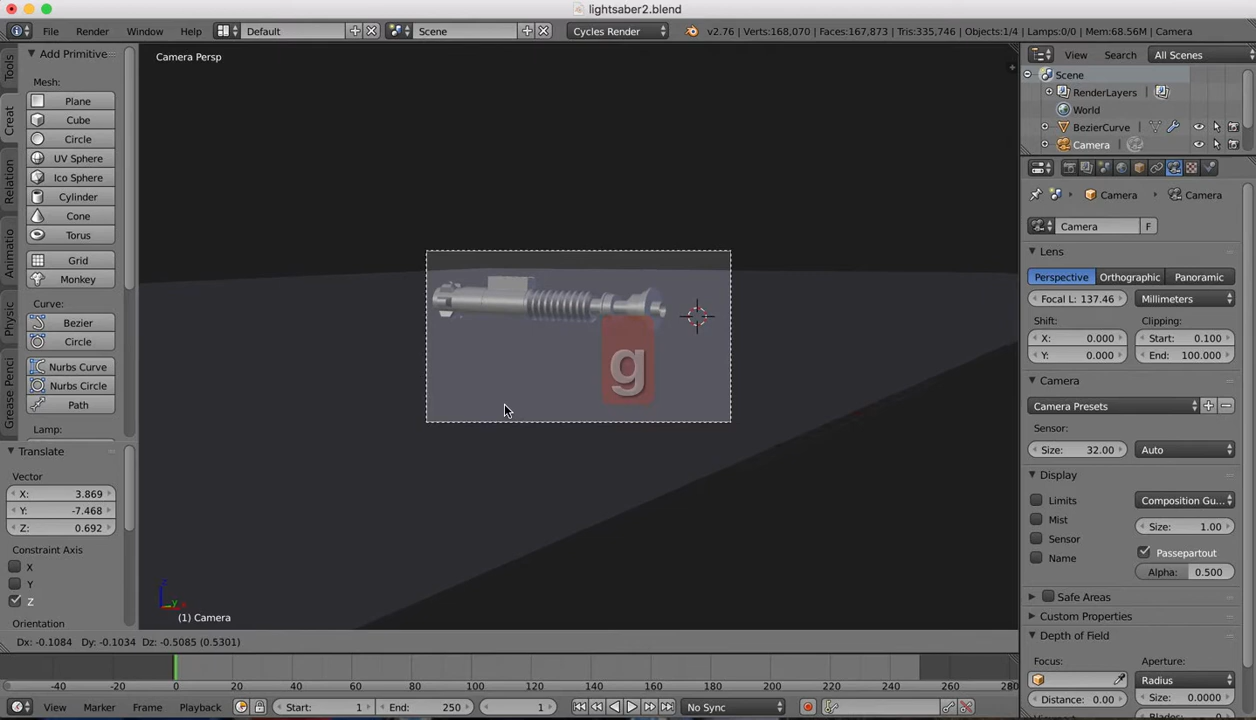 lightsaber2.blend
File Render Window Help Default Scene Cycles Render v2.76 | Verts:168,070 | Faces:167,873 | Tris:335,746 | Objects:1/4 | Lamps:0/0 | Mem:68.56M | Camera
Add Primitive
Mesh:
Plane
Cube
Circle
UV Sphere
Ico Sphere
Cylinder
Cone
Torus
Grid
Monkey
Curve:
Bezier
Circle
Nurbs Curve
Nurbs Circle
Path
Lamp:
Tools
Creat
Relation
Animatio
Physic
Grease Penci
Translate
Vector
X: 3.869
Y: -7.468
Z: 0.692
Constraint Axis
X
Y
Z
Orientation
Camera Persp
g
z
y
(1) Camera
Dx: -0.1084 Dy: -0.1034 Dz: -0.5085 (0.5301)
-40 -20 0 20 40 60 80 100 120 140 160 180 200 220 240 260 280
View Marker Frame Playback Start: 1 End: 250 1 No Sync
View Search All Scenes
Scene
RenderLayers
World
BezierCurve
Camera
Camera Camera
Camera F
Lens
Perspective Orthographic Panoramic
Focal L: 137.46 Millimeters
Shift: Clipping:
X: 0.000 Start: 0.100
Y: 0.000 End: 100.000
Camera
Camera Presets
Sensor:
Size: 32.00 Auto
Display
Limits Composition Gu...
Mist Size: 1.00
Sensor Passepartout
Name Alpha: 0.500
Safe Areas
Custom Properties
Depth of Field
Focus: Aperture:
Radius
Distance: 0.00 Size: 0.0000